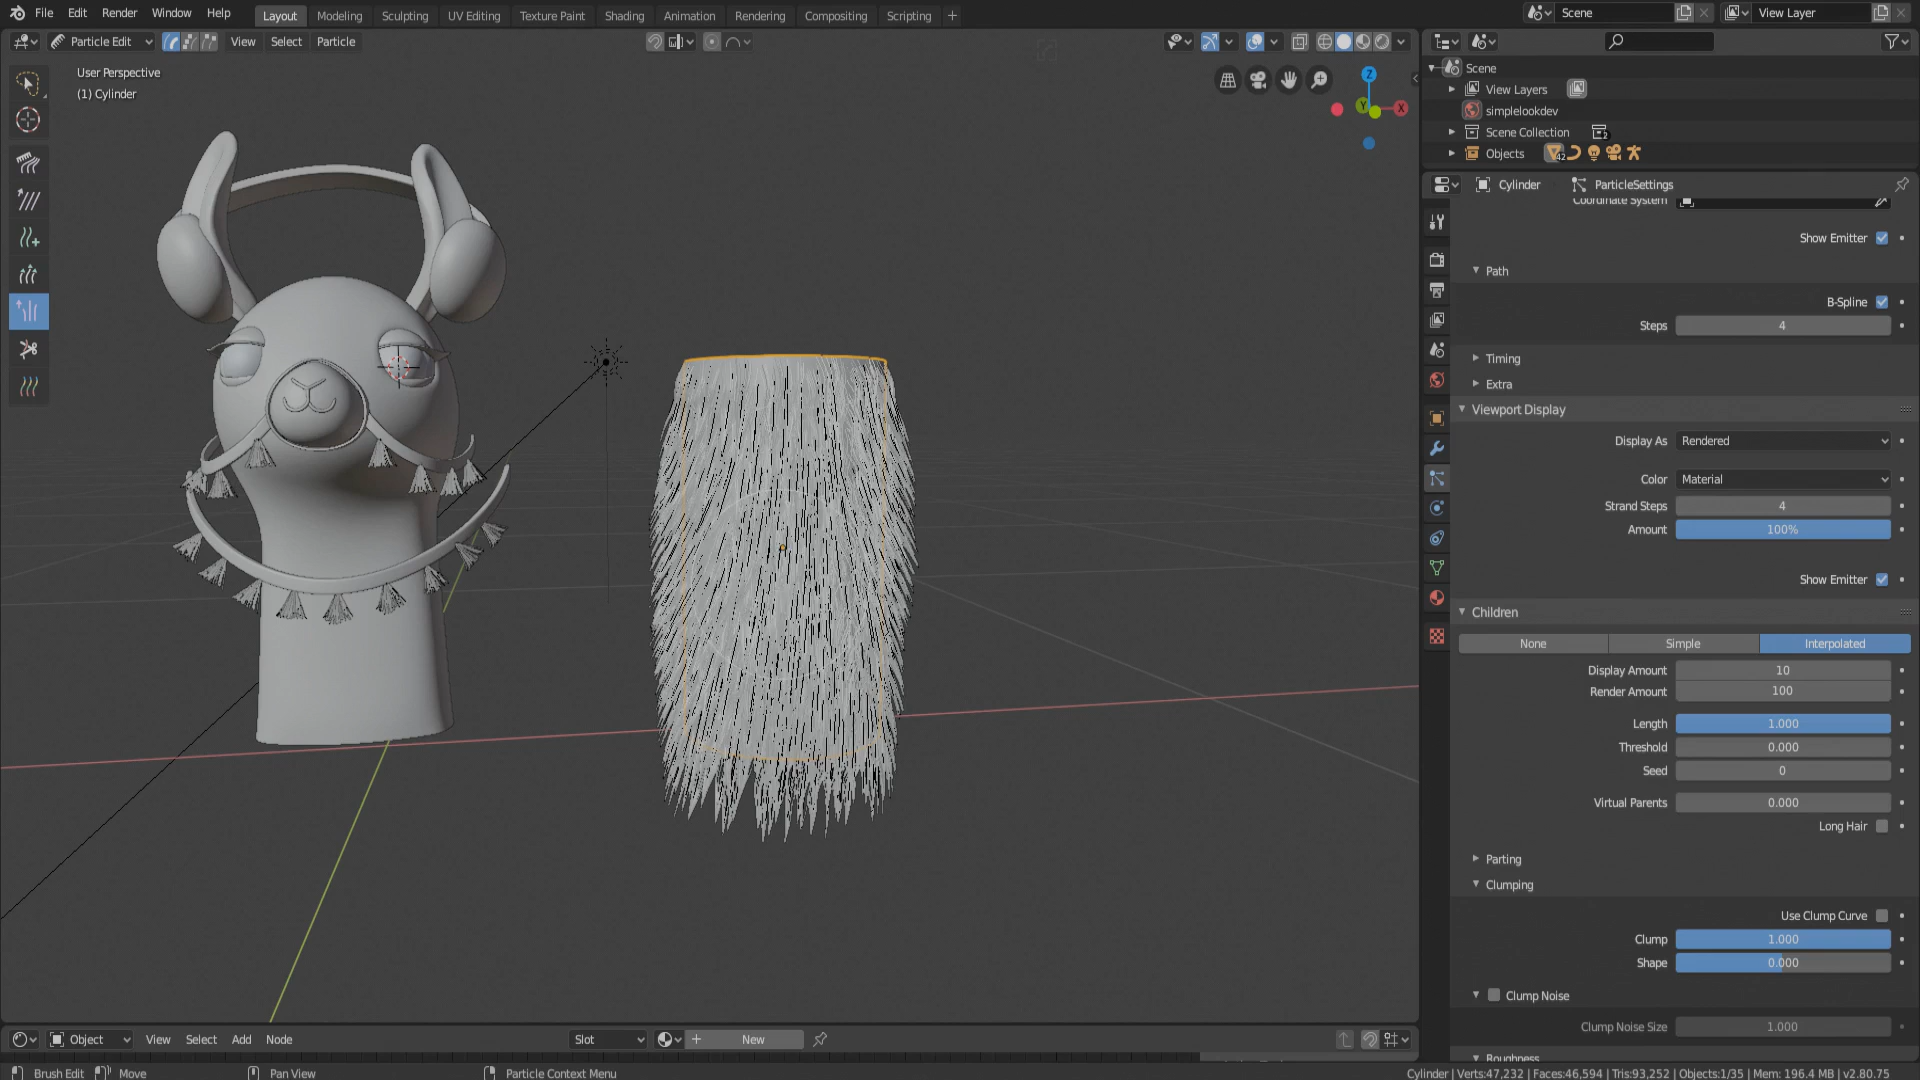 File Edit Render Window Help Layout Modeling Sculpting UV Editing Texture Paint Shading Animation Rendering Compositing Scripting + Scene View Layer
Particle Edit View Select Particle
User Perspective
(1) Cylinder
Z
Y
X
Scene
View Layers
simplelookdev
Scene Collection 2
Objects 42
Cylinder ParticleSettings
Coordinate System
Show Emitter
Path
B-Spline
Steps 4
Timing
Extra
Viewport Display
Display As Rendered
Color Material
Strand Steps 4
Amount 100%
Show Emitter
Children
None Simple Interpolated
Display Amount 10
Render Amount 100
Length 1.000
Threshold 0.000
Seed 0
Virtual Parents 0.000
Long Hair
Parting
Clumping
Use Clump Curve
Clump 1.000
Shape 0.000
Clump Noise
Clump Noise Size 1.000
Roughness
Object View Select Add Node Slot + New
Brush Edit Move Pan View Particle Context Menu Cylinder | Verts:47,232 | Faces:46,594 | Tris:93,252 | Objects:1/35 | Mem: 196.4 MB | v2.80.75